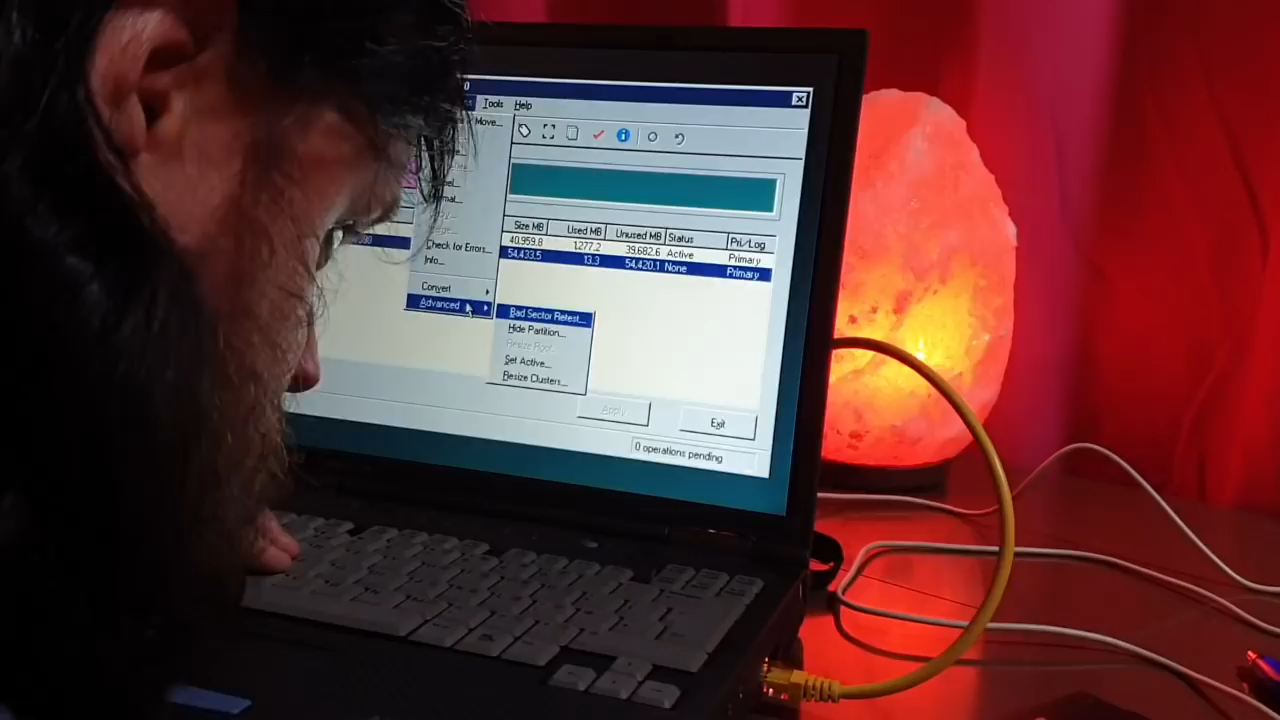 Tools Help
Move...
Size MB Used MB Unused MB Status Pri/Log
40,959.8 1,277.2 39,682.6 Active Primary
54,433.5 13.3 54,420.1 None Primary
Check for Errors...
Info...
Convert
Advanced
Bad Sector Retest...
Hide Partition...
Resize Root...
Set Active...
Resize Clusters...
Apply
Exit
0 operations pending